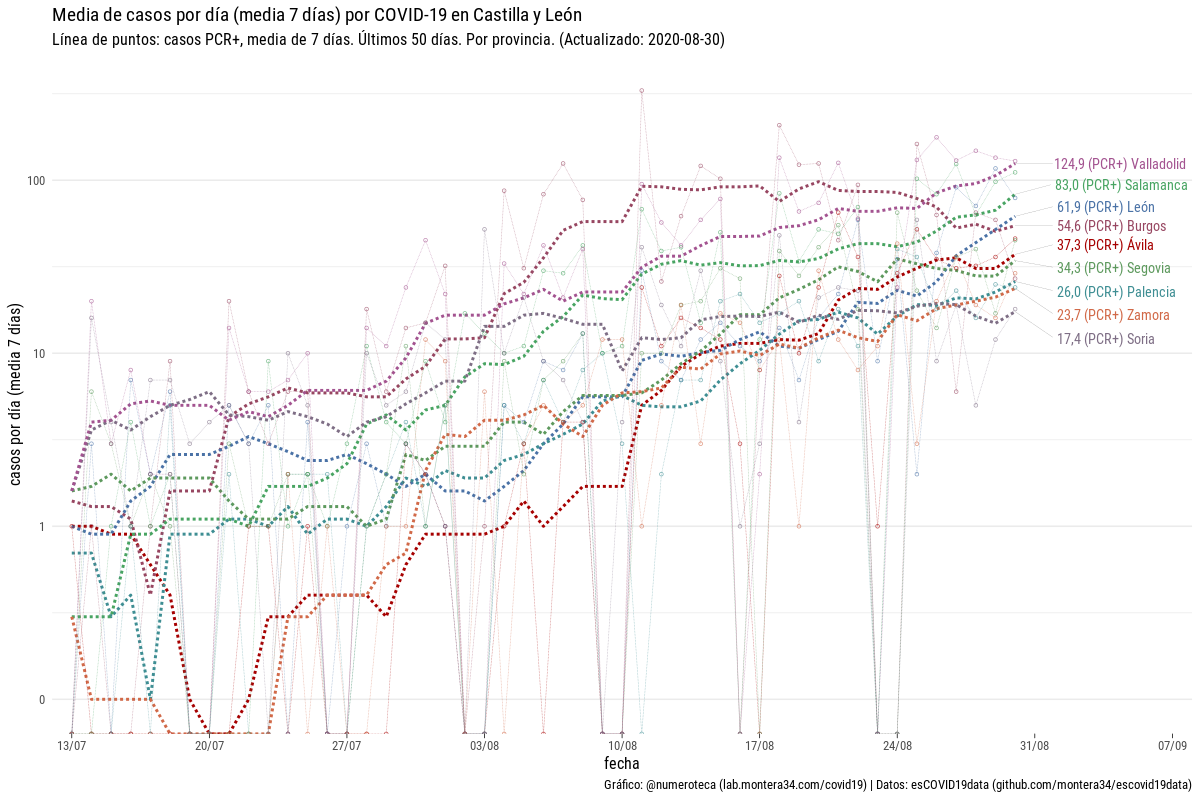 Media de casos por día (media 7 días) por COVID-19 en Castilla y León
Línea de puntos: casos PCR+, media de 7 días. Últimos 50 días. Por provincia. (Actualizado: 2020-08-30)
casos por día (media 7 días)
100
10
1
0
124,9 (PCR+) Valladolid
83,0 (PCR+) Salamanca
61,9 (PCR+) León
54,6 (PCR+) Burgos
37,3 (PCR+) Ávila
34,3 (PCR+) Segovia
26,0 (PCR+) Palencia
23,7 (PCR+) Zamora
17,4 (PCR+) Soria
13/07 20/07 27/07 03/08 10/08 17/08 24/08 31/08 07/09
fecha
Gráfico: @numeroteca (lab.montera34.com/covid19) | Datos: esCOVID19data (github.com/montera34/escovid19data)